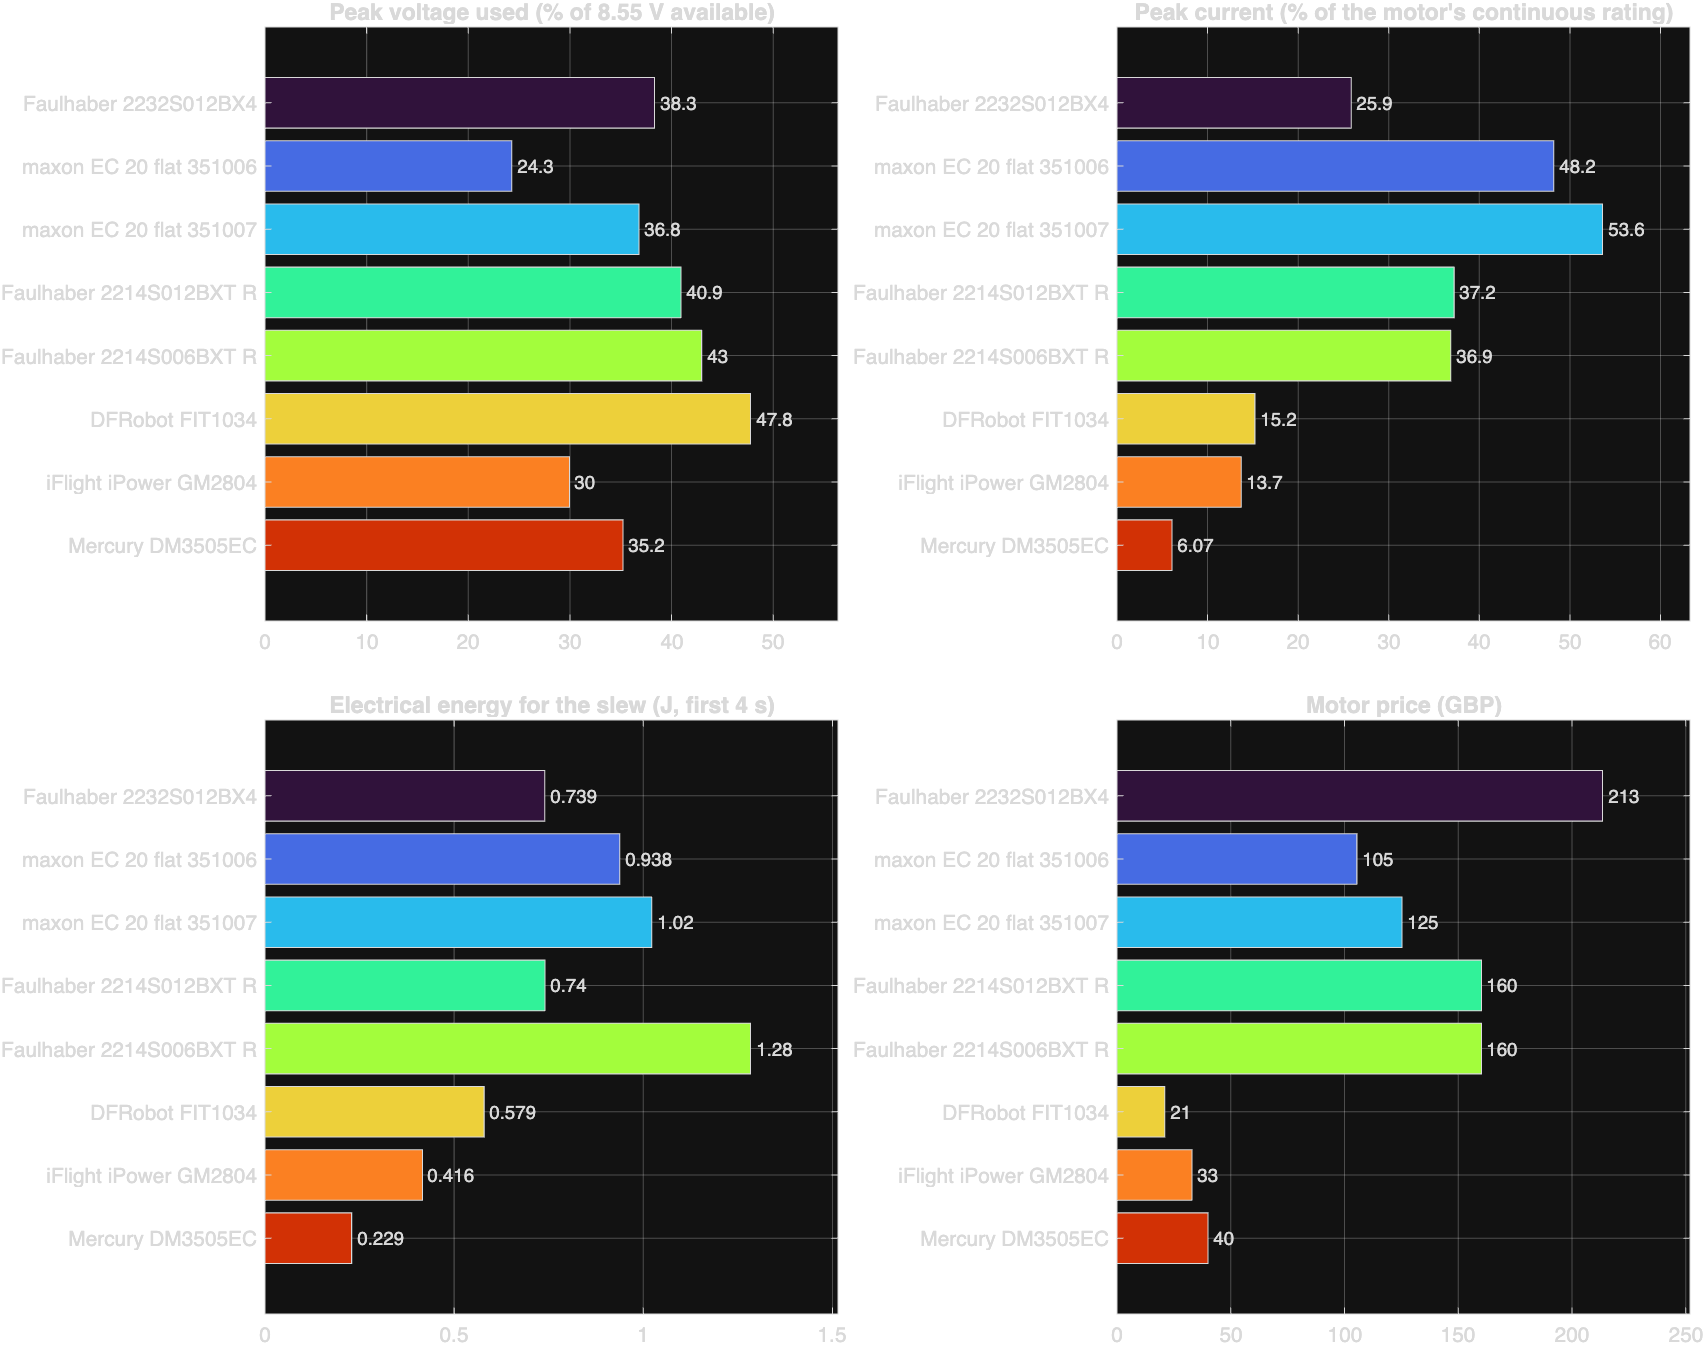 Peak voltage used (% of 8.55 V available)
Faulhaber 2232S012BX4
38.3
maxon EC 20 flat 351006
24.3
maxon EC 20 flat 351007
36.8
Faulhaber 2214S012BXT R
40.9
Faulhaber 2214S006BXT R
43
DFRobot FIT1034
47.8
iFlight iPower GM2804
30
Mercury DM3505EC
35.2
0 10 20 30 40 50
Peak current (% of the motor's continuous rating)
Faulhaber 2232S012BX4
25.9
maxon EC 20 flat 351006
48.2
maxon EC 20 flat 351007
53.6
Faulhaber 2214S012BXT R
37.2
Faulhaber 2214S006BXT R
36.9
DFRobot FIT1034
15.2
iFlight iPower GM2804
13.7
Mercury DM3505EC
6.07
0 10 20 30 40 50 60
Electrical energy for the slew (J, first 4 s)
Faulhaber 2232S012BX4
0.739
maxon EC 20 flat 351006
0.938
maxon EC 20 flat 351007
1.02
Faulhaber 2214S012BXT R
0.74
Faulhaber 2214S006BXT R
1.28
DFRobot FIT1034
0.579
iFlight iPower GM2804
0.416
Mercury DM3505EC
0.229
0 0.5 1 1.5
Motor price (GBP)
Faulhaber 2232S012BX4
213
maxon EC 20 flat 351006
105
maxon EC 20 flat 351007
125
Faulhaber 2214S012BXT R
160
Faulhaber 2214S006BXT R
160
DFRobot FIT1034
21
iFlight iPower GM2804
33
Mercury DM3505EC
40
0 50 100 150 200 250